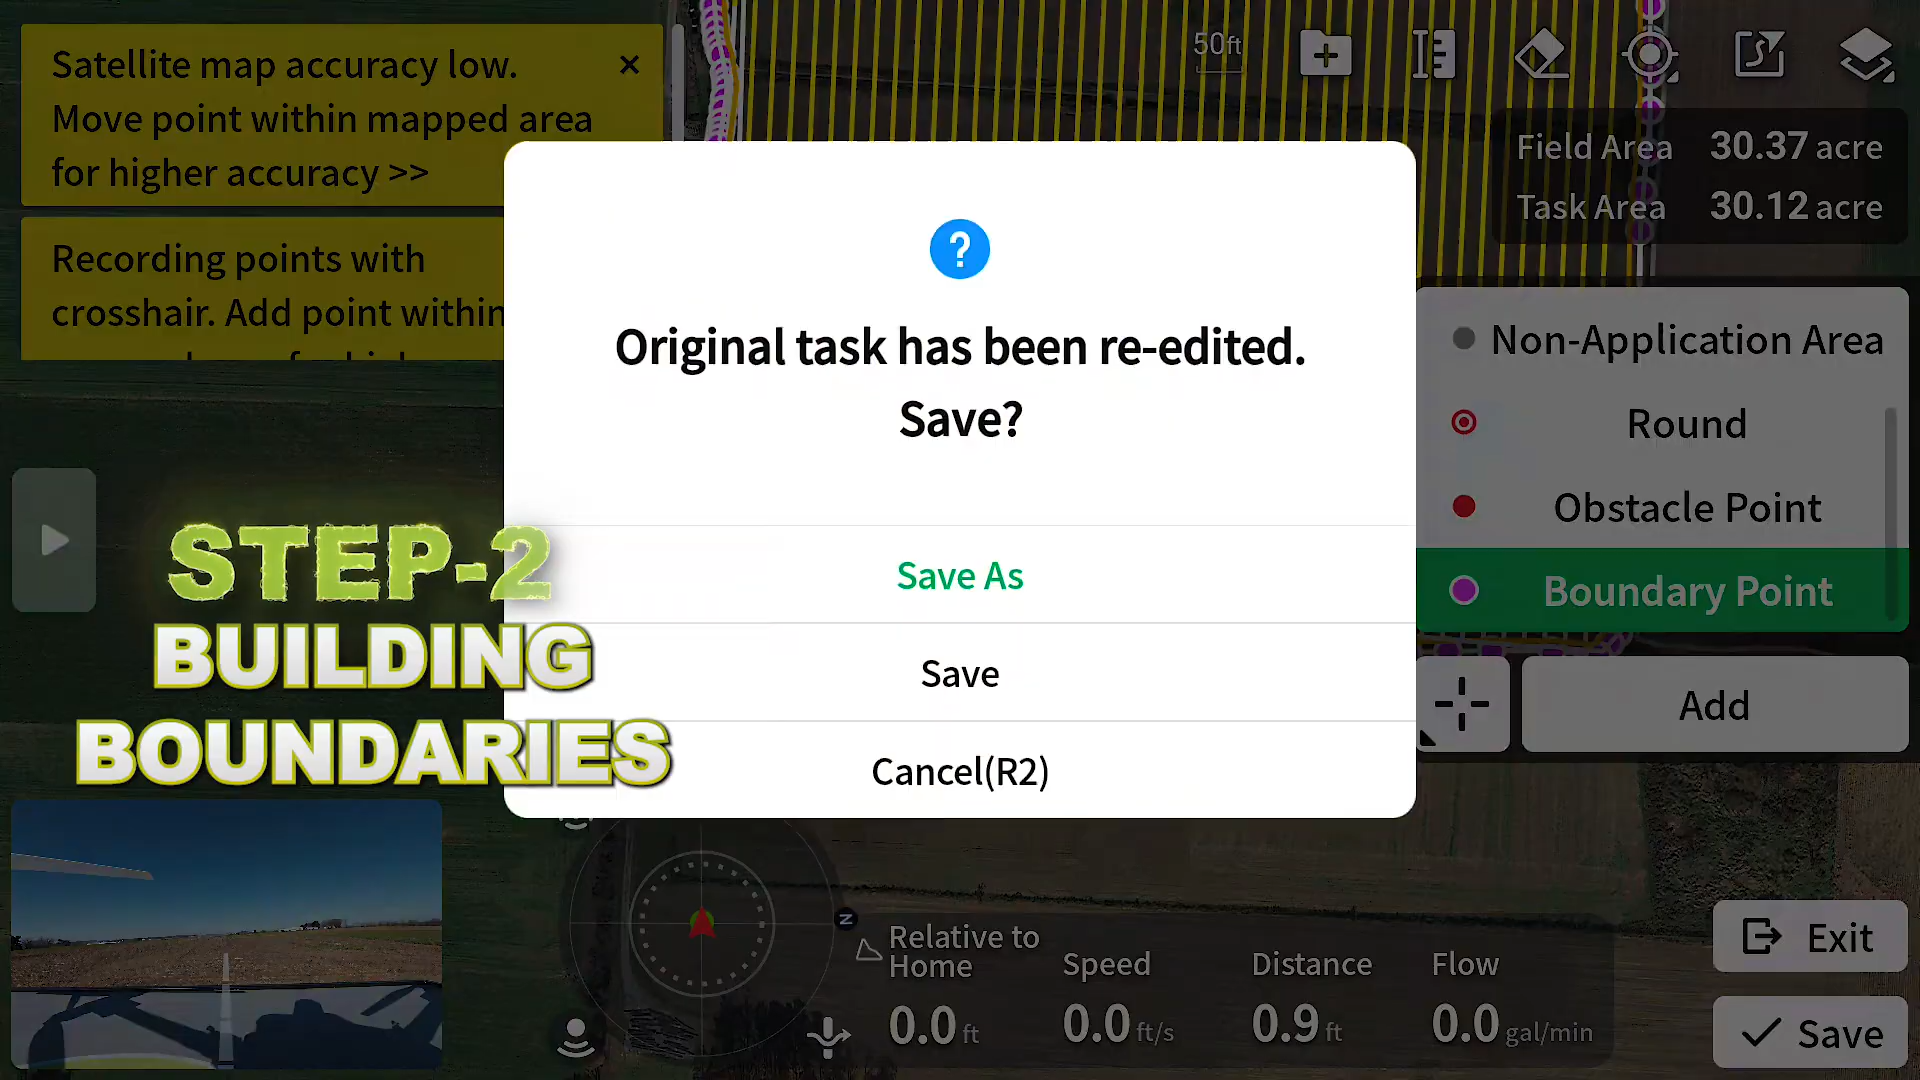 Satellite map accuracy low.
Move point within mapped area
for higher accuracy >>
Recording points with
crosshair. Add point within
50ft
Field Area 30.37 acre
Task Area 30.12 acre
?
Original task has been re-edited.
Save?
Save As
Save
Cancel(R2)
Non-Application Area
Round
Obstacle Point
Boundary Point
Add
STEP-2
BUILDING
BOUNDARIES
N
Relative to
Home
0.0 ft
Speed
0.0 ft/s
Distance
0.9 ft
Flow
0.0 gal/min
Exit
Save